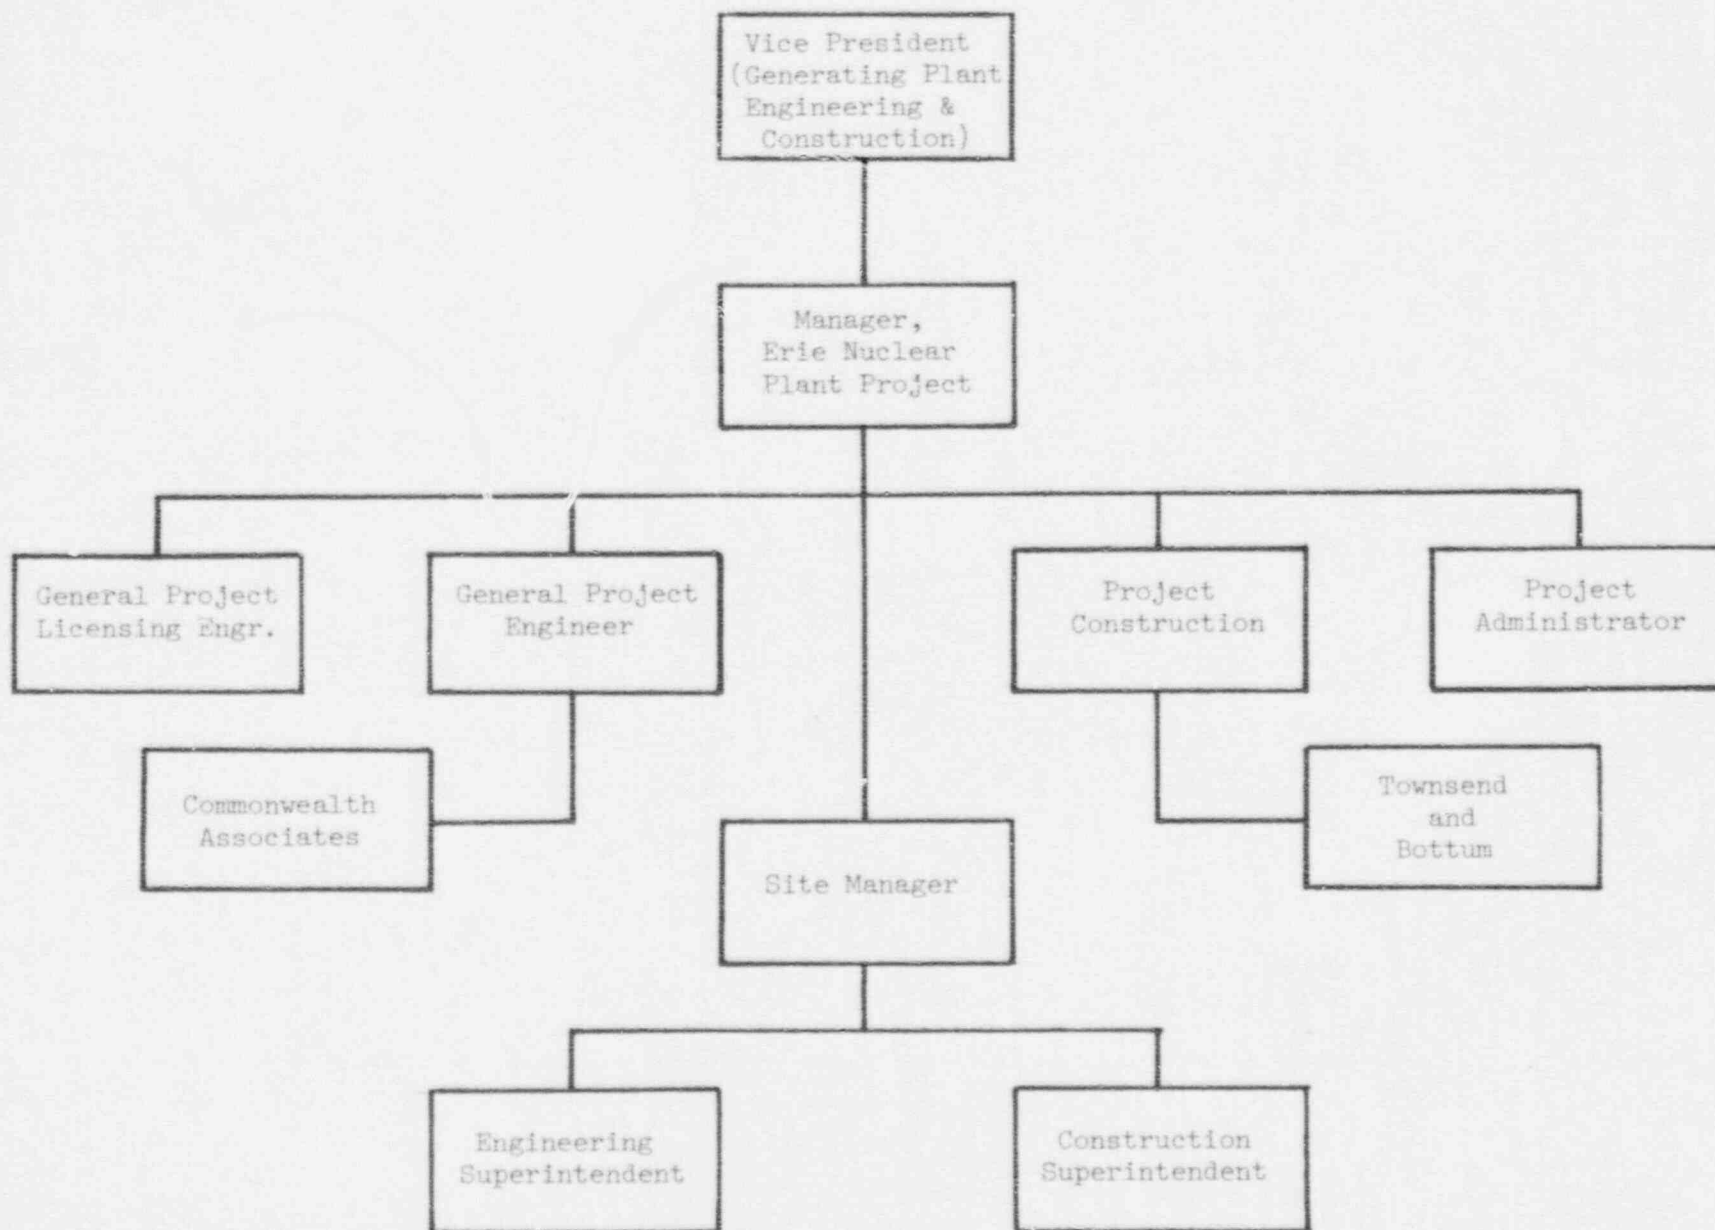 Vice President
(Generating Plant
Engineering &
Construction)
Manager,
Erie Nuclear
Plant Project
General Project
Licensing Engr.
General Project
Engineer
Project
Construction
Project
Administrator
Commonwealth
Associates
Townsend
and
Bottum
Site Manager
Engineering
Superintendent
Construction
Superintendent